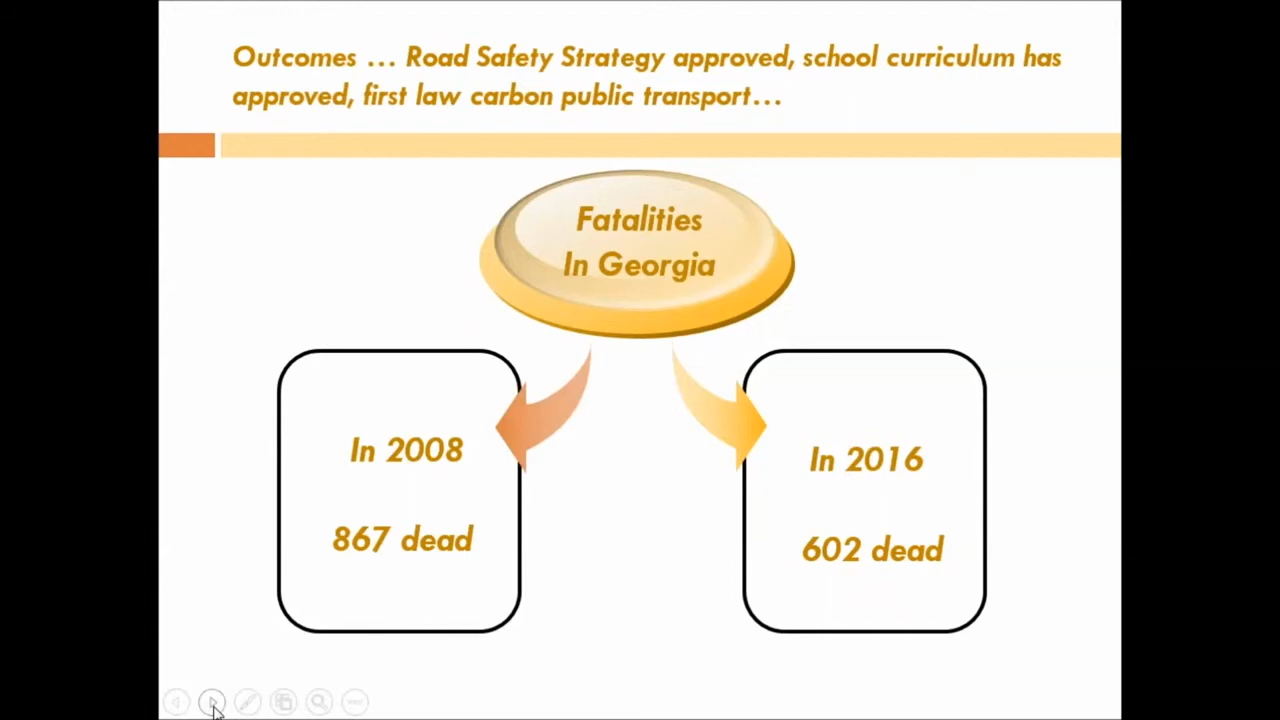 Outcomes ... Road Safety Strategy approved, school curriculum has
approved, first law carbon public transport...
Fatalities
In Georgia
In 2008
867 dead
In 2016
602 dead